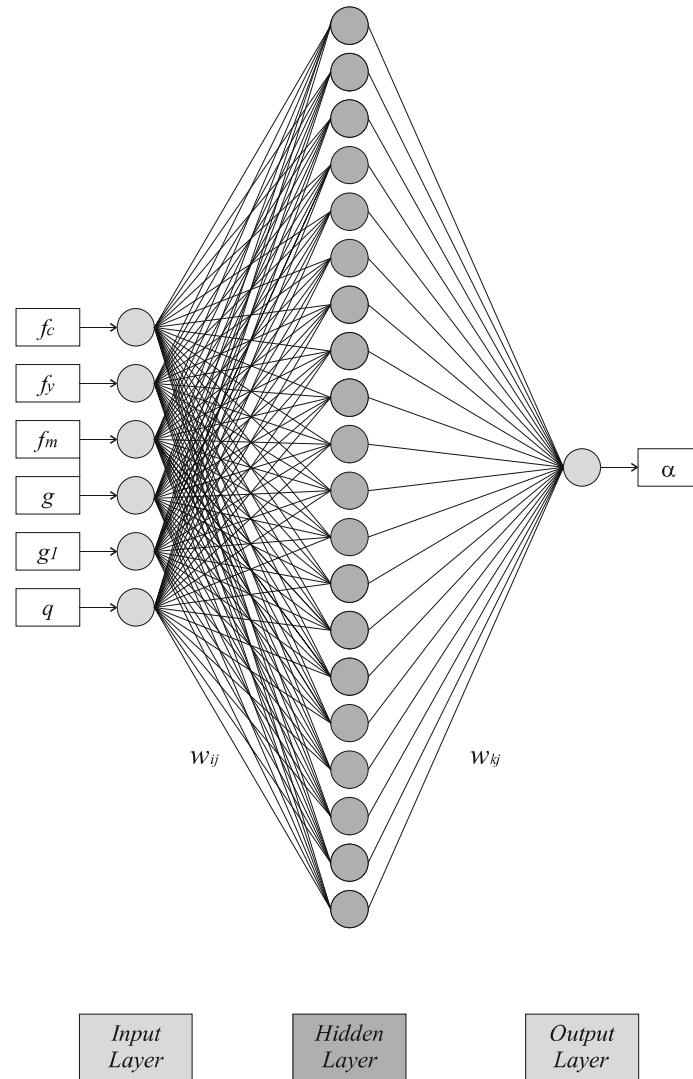 fc
fy
fm
g
g1
q
α
wij
wkj
Input
Layer
Hidden
Layer
Output
Layer